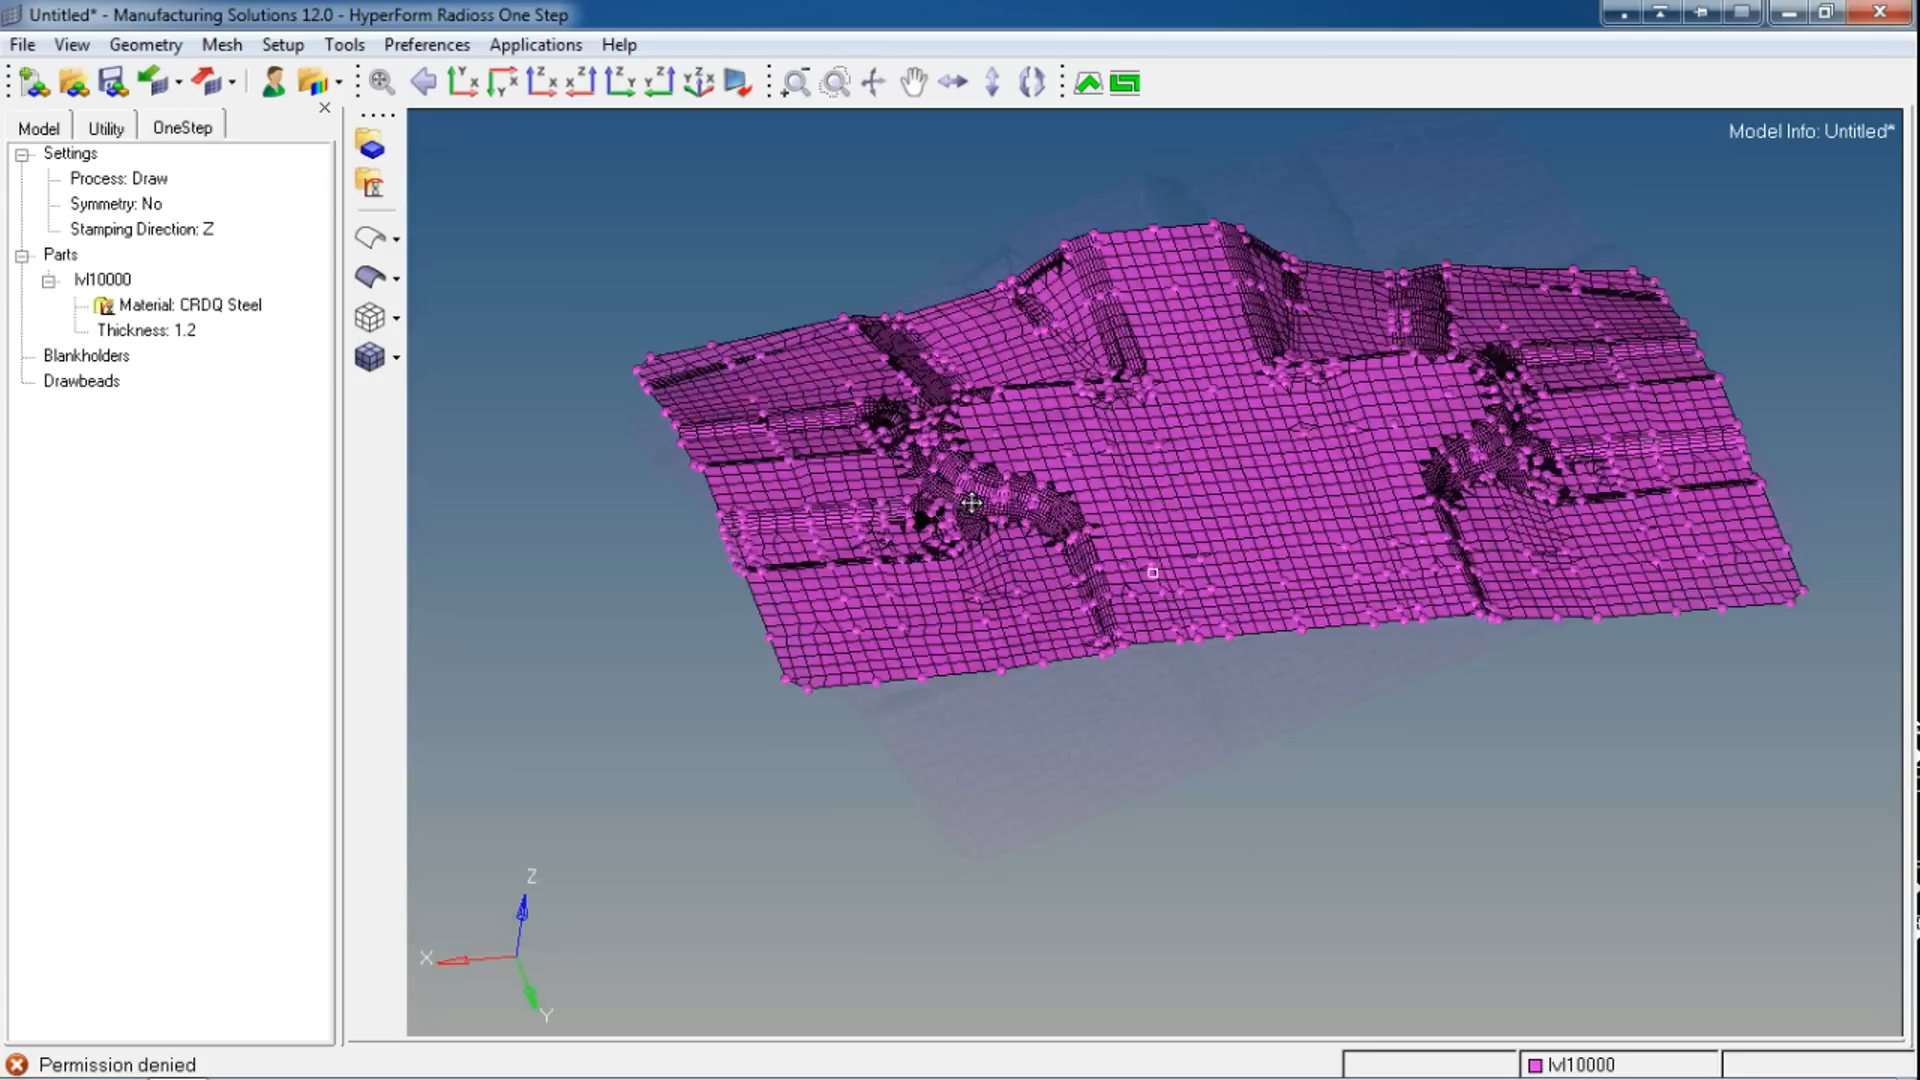 Untitled* - Manufacturing Solutions 12.0 - HyperForm Radioss One Step
File View Geometry Mesh Setup Tools Preferences Applications Help
Model Utility OneStep
Settings
Process: Draw
Symmetry: No
Stamping Direction: Z
Parts
lvl10000
Material: CRDQ Steel
Thickness: 1.2
Blankholders
Drawbeads
Model Info: Untitled*
Z
X
Y
Permission denied
lvl10000